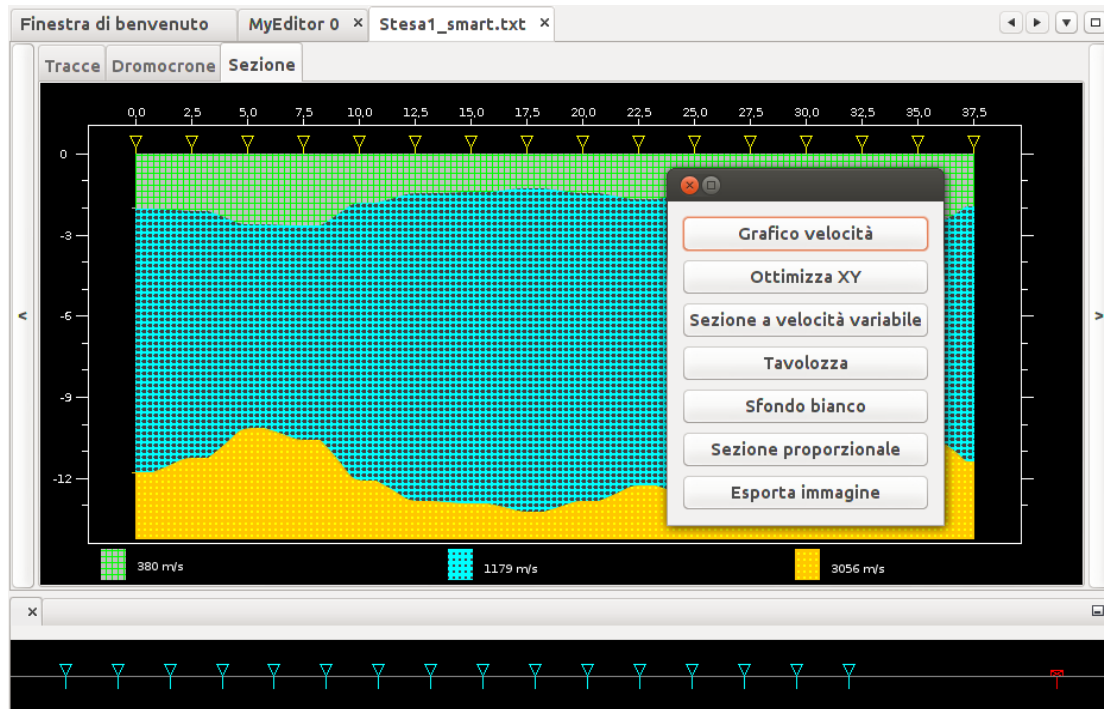 Finestra di benvenuto MyEditor 0 × Stesa1_smart.txt ×
Tracce Dromocrone Sezione
0,0 2,5 5,0 7,5 10,0 12,5 15,0 17,5 20,0 22,5 25,0 27,5 30,0 32,5 35,0 37,5
0
-3
-6
-9
-12
< >
Grafico velocità
Ottimizza XY
Sezione a velocità variabile
Tavolozza
Sfondo bianco
Sezione proporzionale
Esporta immagine
380 m/s 1179 m/s 3056 m/s
×